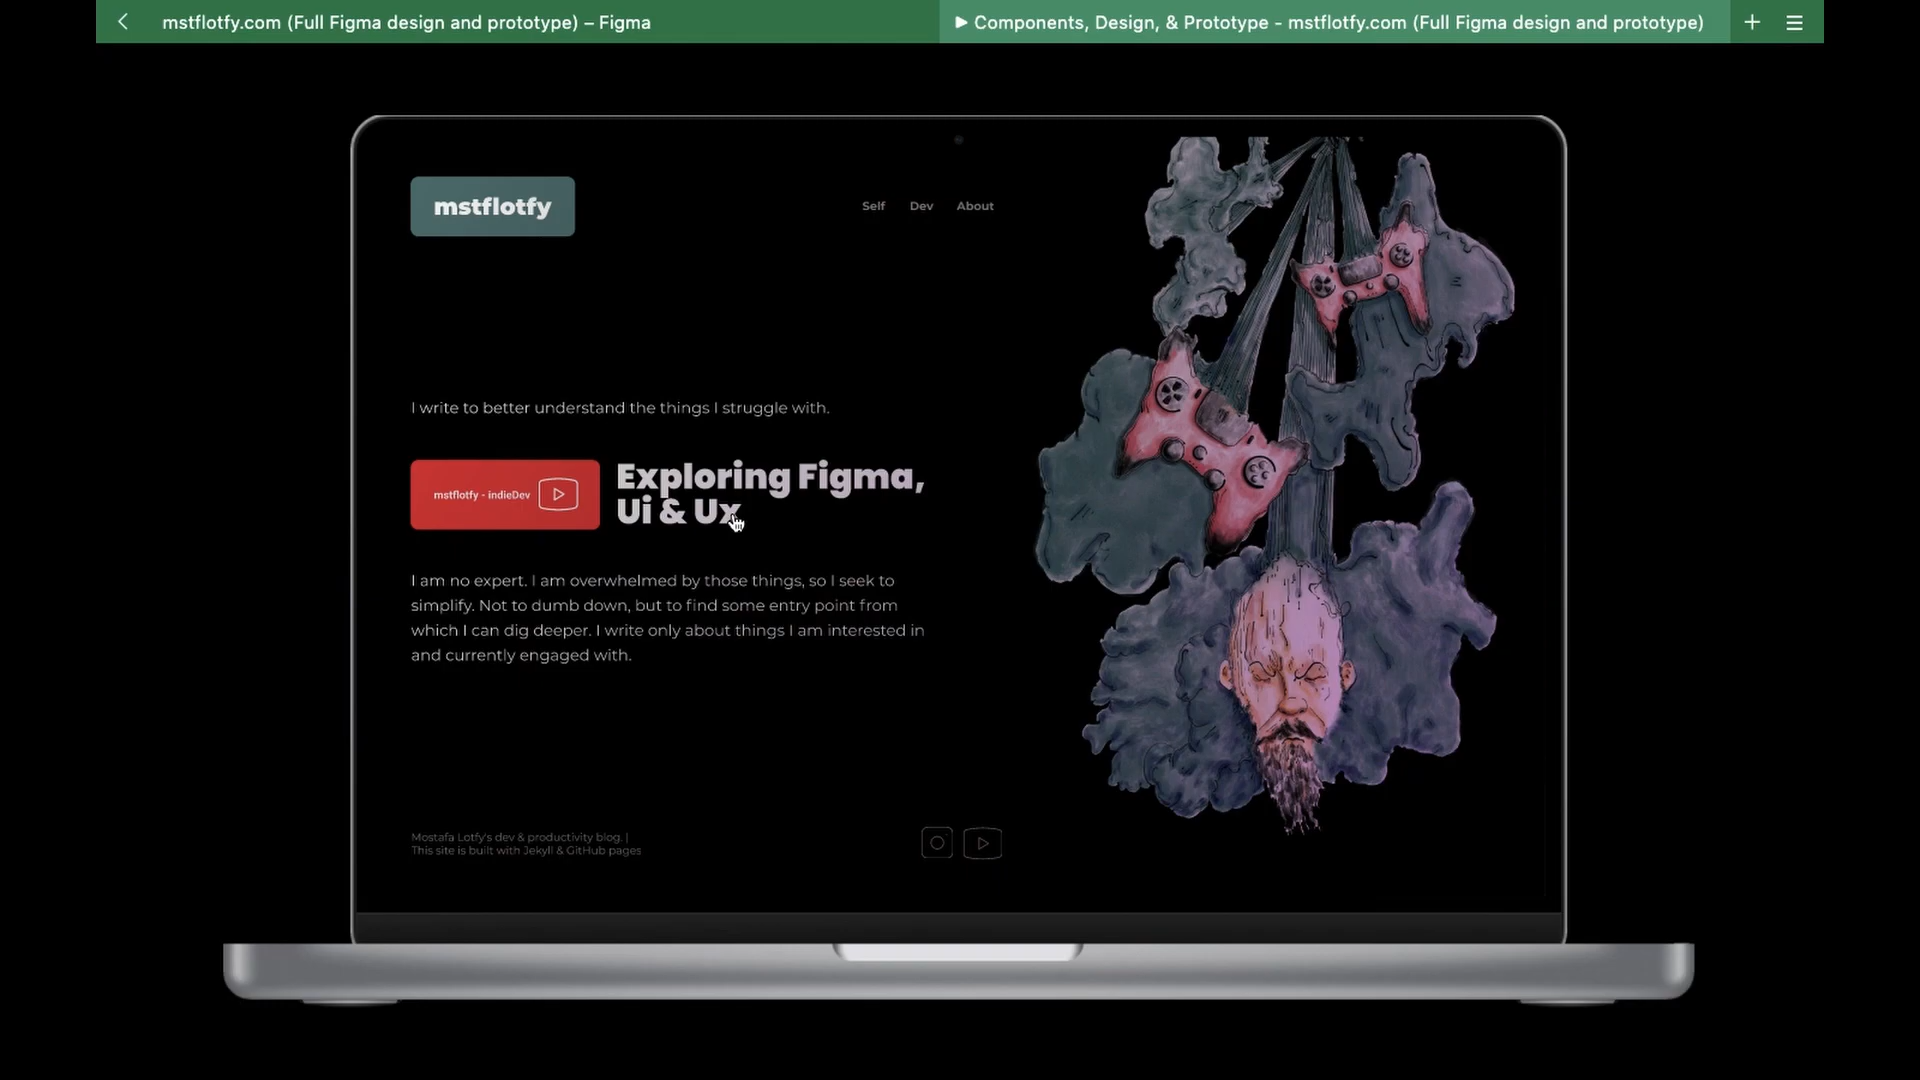 mstflotfy.com (Full Figma design and prototype) – Figma
Components, Design, & Prototype - mstflotfy.com (Full Figma design and prototype)
mstflotfy
Self Dev About
I write to better understand the things I struggle with.
mstflotfy - indieDev
Exploring Figma,
Ui & Ux
I am no expert. I am overwhelmed by those things, so I seek to
simplify. Not to dumb down, but to find some entry point from
which I can dig deeper. I write only about things I am interested in
and currently engaged with.
Mostafa Lotfy's dev & productivity blog. |
This site is built with Jekyll & GitHub pages